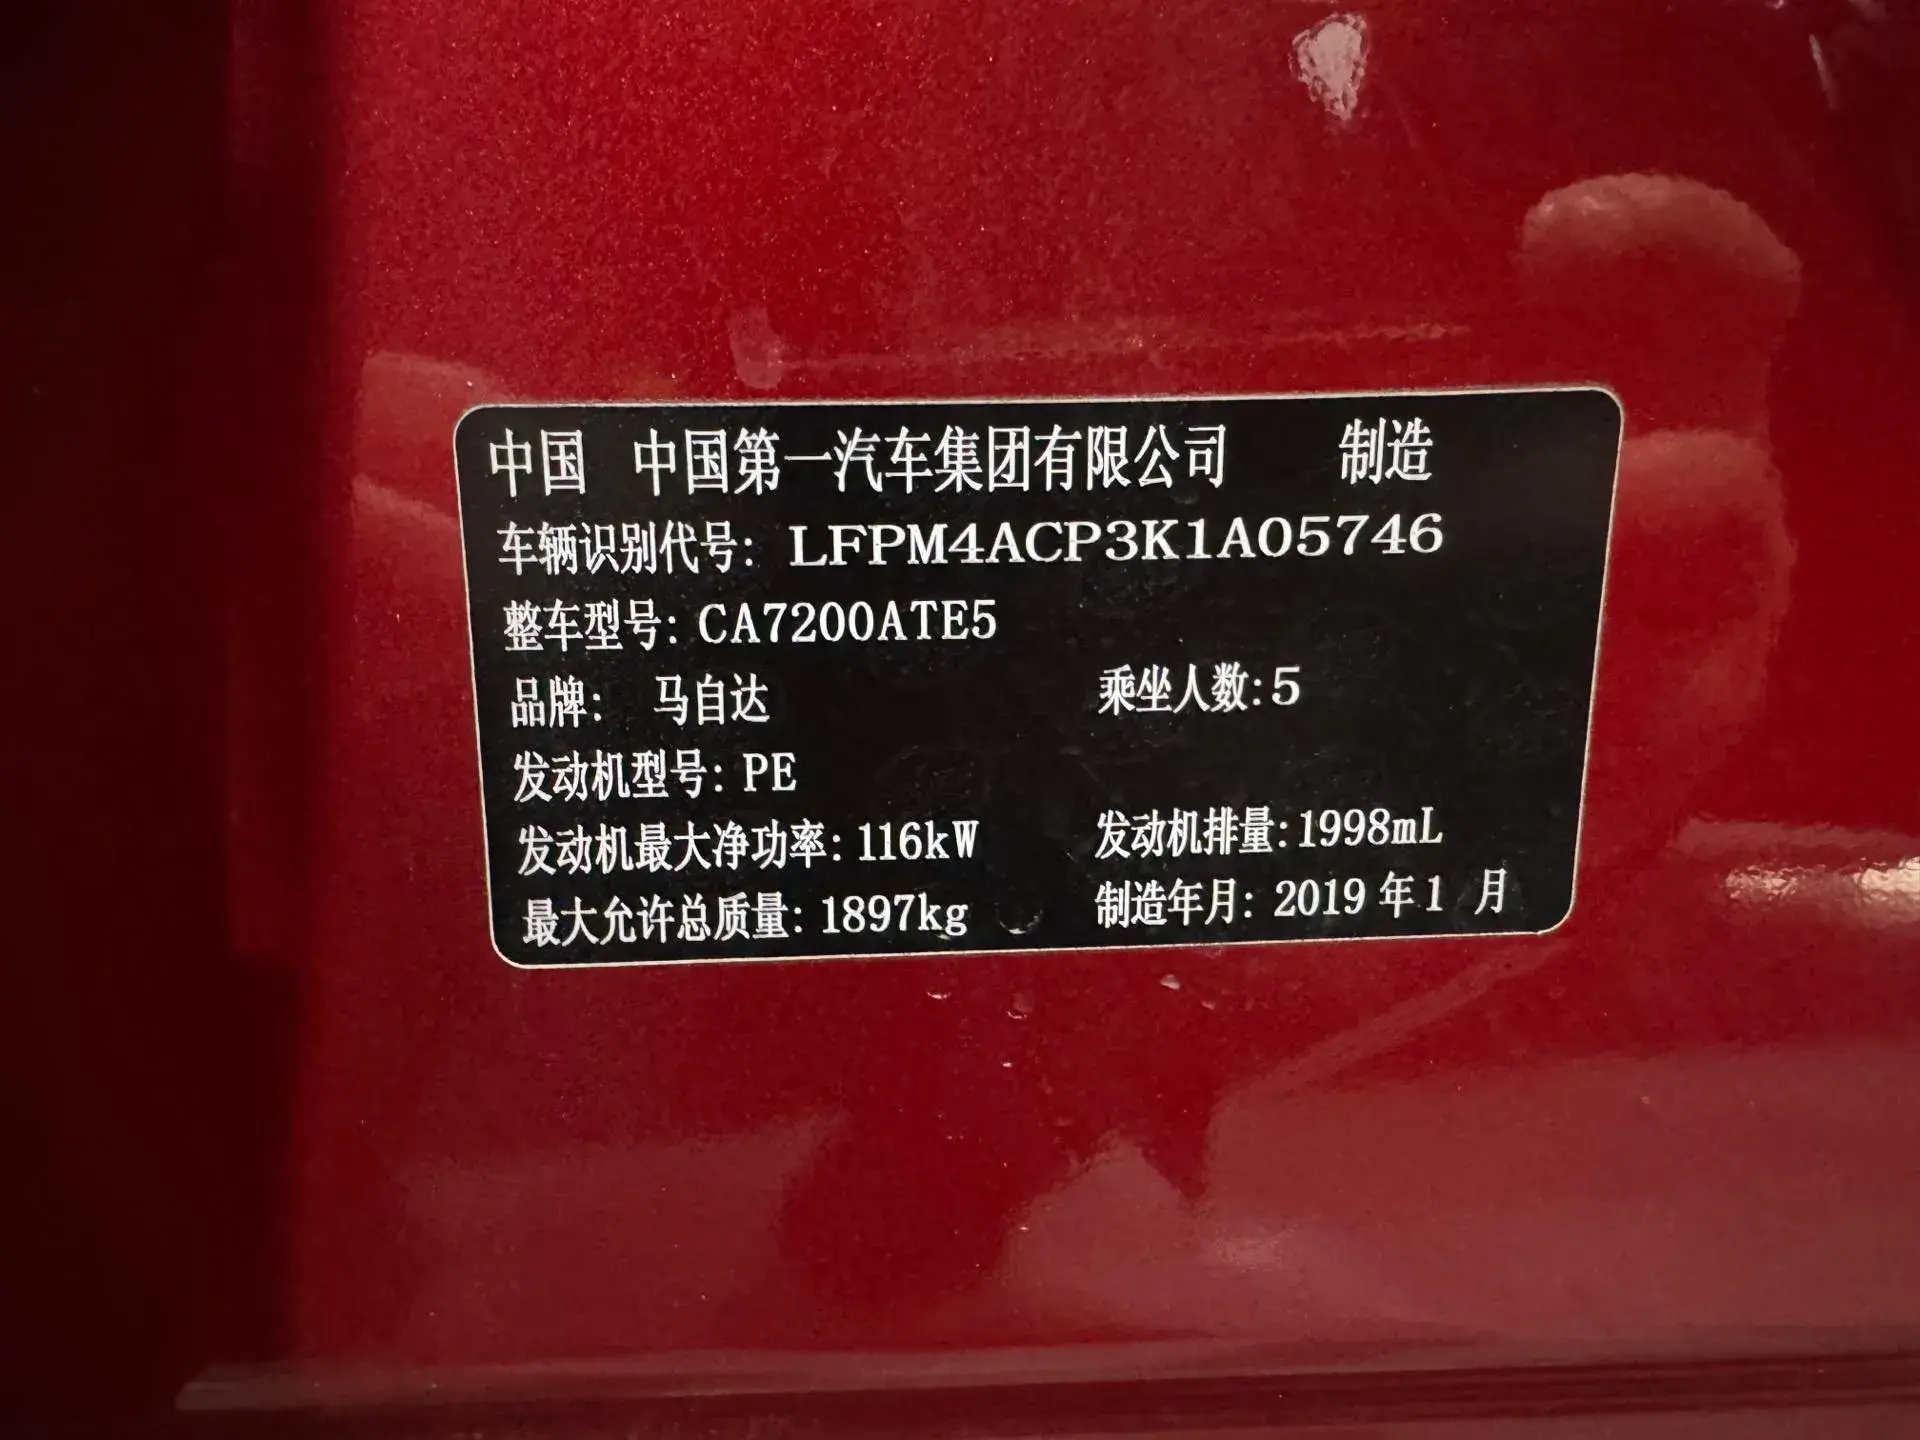 中国 中国第一汽车集团有限公司 制造
车辆识别代号: LFPM4ACP3K1A05746
整车型号: CA7200ATE5
品牌: 马自达 乘坐人数: 5
发动机型号: PE
发动机最大净功率: 116kW 发动机排量: 1998mL
最大允许总质量: 1897kg 制造年月: 2019 年 1 月